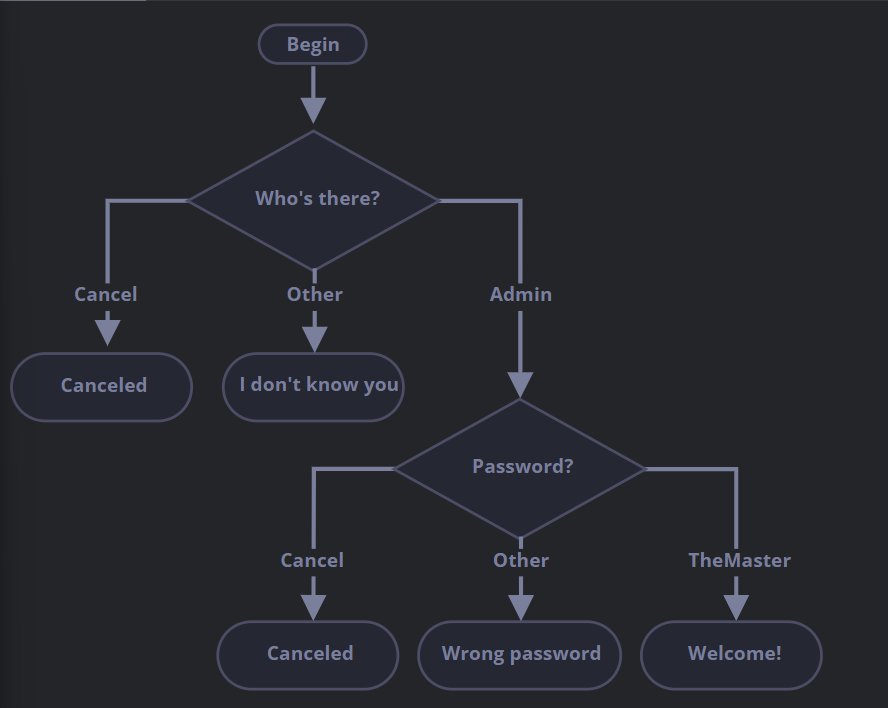 Begin
Who's there?
Cancel
Other
Admin
Canceled
I don't know you
Password?
Cancel
Other
TheMaster
Canceled
Wrong password
Welcome!